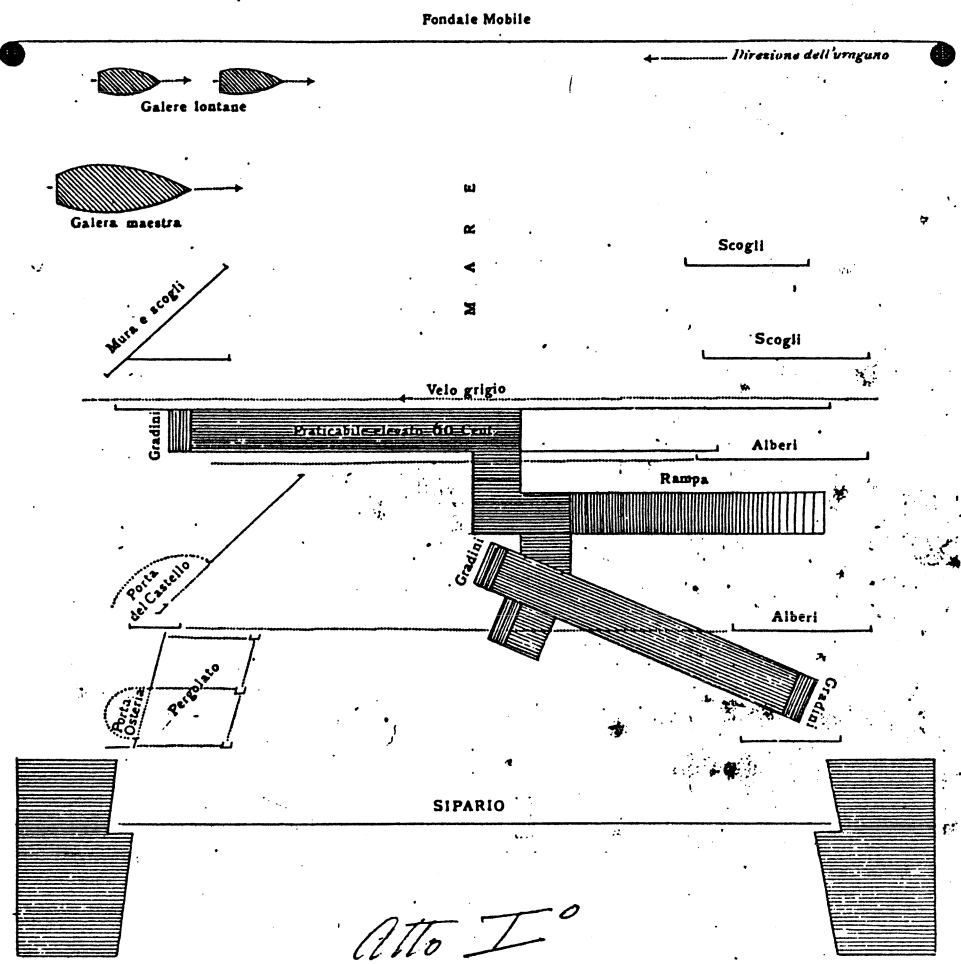 Fondale Mobile
Direzione dell'uragano
Galere lontane
Galera maestra
MARE
Scogli
Mura e scogli
Scogli
Velo grigio
Gradini
Praticabile elevato 60 Cent.
Alberi
Rampa
Gradini
Porta
del Castello
Alberi
Pergolato
Porta
Osteria
Gradini
SIPARIO
Atto I°